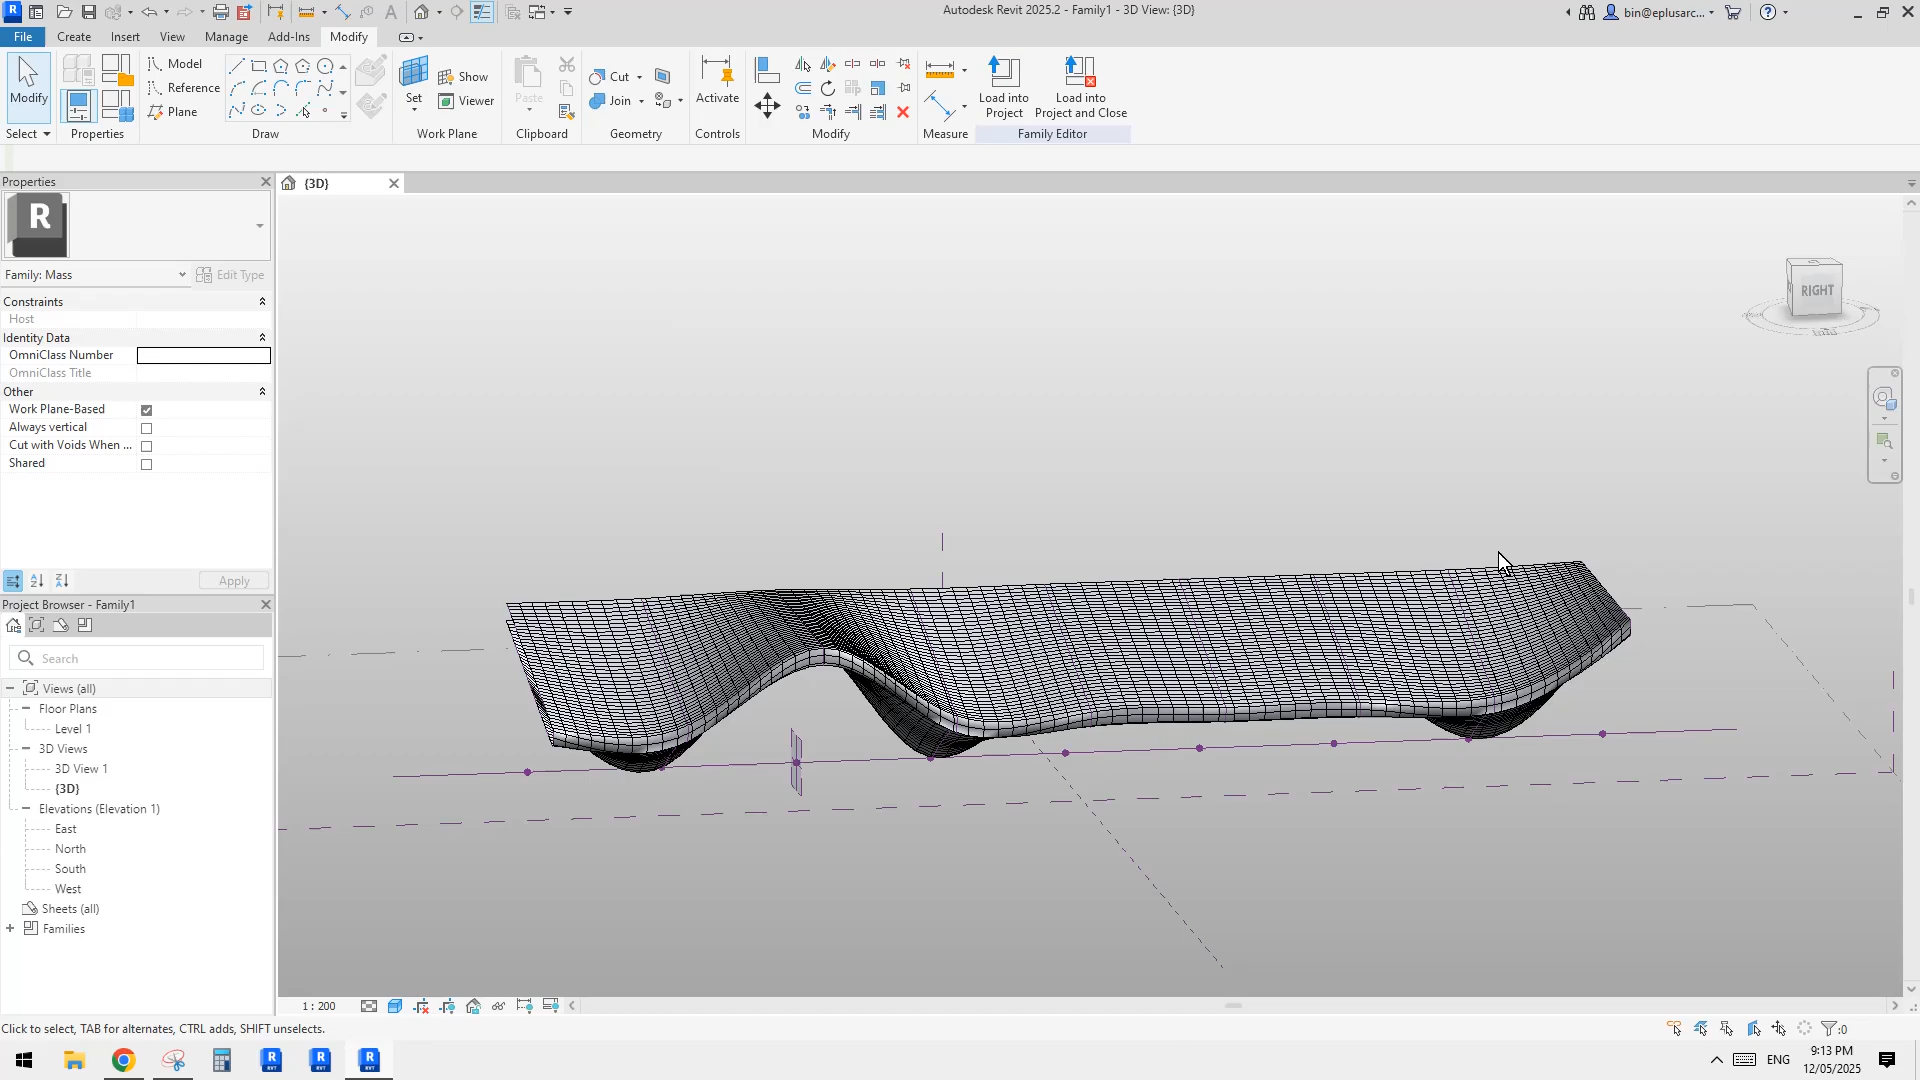 Autodesk Revit 2025.2 - Family1 - 3D View: {3D}
bin@eplusarc...
File Create Insert View Manage Add-Ins Modify
Modify
Model
Reference
Plane
Set
Show
Viewer
Paste
Cut
Join
Activate
Load into
Project
Load into
Project and Close
Select Properties Draw Work Plane Clipboard Geometry Controls Modify Measure Family Editor
Properties
{3D}
R
Family: Mass
Edit Type
Constraints
Host
Identity Data
OmniClass Number
OmniClass Title
Other
Work Plane-Based
Always vertical
Cut with Voids When ...
Shared
Apply
RIGHT
Project Browser - Family1
Search
Views (all)
Floor Plans
Level 1
3D Views
3D View 1
{3D}
Elevations (Elevation 1)
East
North
South
West
Sheets (all)
Families
1 : 200
Click to select, TAB for alternates, CTRL adds, SHIFT unselects.
:0
ENG
9:13 PM
12/05/2025